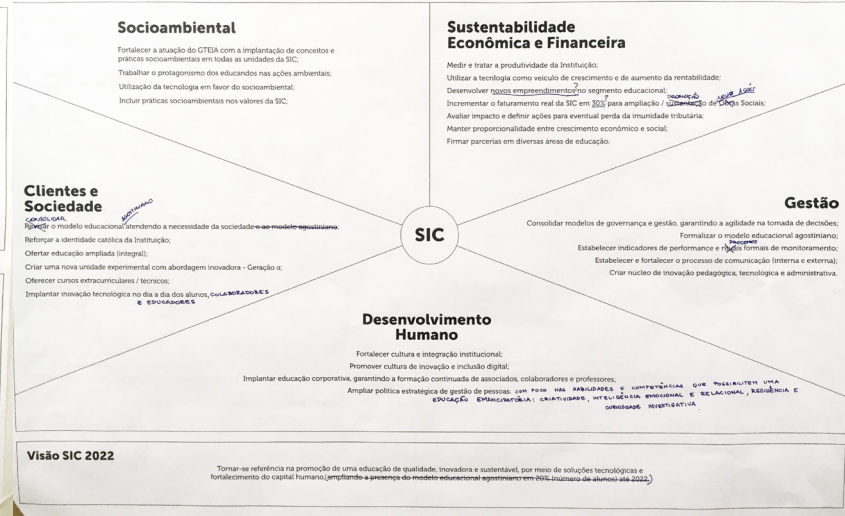 Socioambiental
Fortalecer a atuação do GTEIA com a implantação de conceitos e
práticas socioambientais em todas as unidades da SIC;
Trabalhar o protagonismo dos educandos nas ações ambientais;
Utilização da tecnologia em favor do socioambiental;
Incluir práticas socioambientais nos valores da SIC;
Sustentabilidade
Econômica e Financeira
Medir e tratar a produtividade da Instituição;
Utilizar a tecnlogia como veículo de crescimento e de aumento da rentabilidade;
Desenvolver novos empreendimentos? no segmento educacional;
PROMOÇÃO
Incrementar o faturamento real da SIC em 30%? para ampliação / sustentação de Obras Sociais;
Avaliar impacto e definir ações para eventual perda da imunidade tributária;
Manter proporcionalidade entre crescimento econômico e social;
Firmar parcerias em diversas áreas de educação.
Clientes e
Sociedade
CONSOLIDAR AGOSTINIANO
Revisar o modelo educacional atendendo a necessidade da sociedade e ao modelo agostiniano;
Reforçar a identidade católica da Instituição;
Ofertar educação ampliada (integral);
Criar uma nova unidade experimental com abordagem inovadora - Geração α;
Oferecer cursos extracurriculares / técnicos;
Implantar inovação tecnológica no dia a dia dos alunos, COLABORADORES
E EDUCADORES
SIC
Gestão
Consolidar modelos de governança e gestão, garantindo a agilidade na tomada de decisões;
Formalizar o modelo educacional agostiniano;
PROCESSOS
Estabelecer indicadores de performance e formais de monitoramento;
Estabelecer e fortalecer o processo de comunicação (interna e externa);
Criar núcleo de inovação pedagógica, tecnológica e administrativa.
Desenvolvimento
Humano
Fortalecer cultura e integração institucional;
Promover cultura de inovação e inclusão digital;
Implantar educação corporativa, garantindo a formação continuada de associados, colaboradores e professores;
Ampliar política estratégica de gestão de pessoas. COM FOCO NAS HABILIDADES E COMPETÊNCIAS QUE POSSIBILITEM UMA
EDUCAÇÃO EMANCIPATÓRIA: CRIATIVIDADE, INTELIGÊNCIA EMOCIONAL E RELACIONAL, RESILIÊNCIA E
CURIOSIDADE INVESTIGATIVA
Visão SIC 2022
Tornar-se referência na promoção de uma educação de qualidade, inovadora e sustentável, por meio de soluções tecnológicas e
fortalecimento do capital humano,(ampliando a presença do modelo educacional agostiniano em 20% (número de alunos) até 2022.)